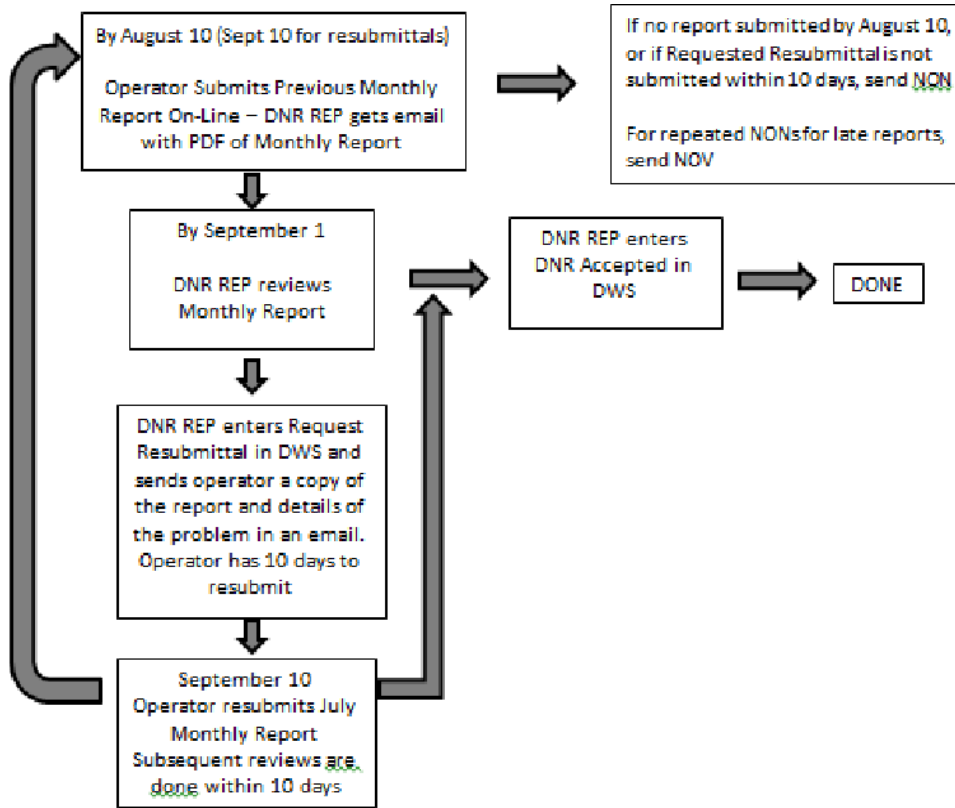 By August 10 (Sept 10 for resubmittals)
Operator Submits Previous Monthly
Report On-Line – DNR REP gets email
with PDF of Monthly Report
If no report submitted by August 10,
or if Requested Resubmittal is not
submitted within 10 days, send NON
For repeated NONs for late reports,
send NOV
By September 1
DNR REP reviews
Monthly Report
DNR REP enters
DNR Accepted in
DWS
DONE
DNR REP enters Request
Resubmittal in DWS and
sends operator a copy of
the report and details of
the problem in an email.
Operator has 10 days to
resubmit
September 10
Operator resubmits July
Monthly Report
Subsequent reviews are
done within 10 days